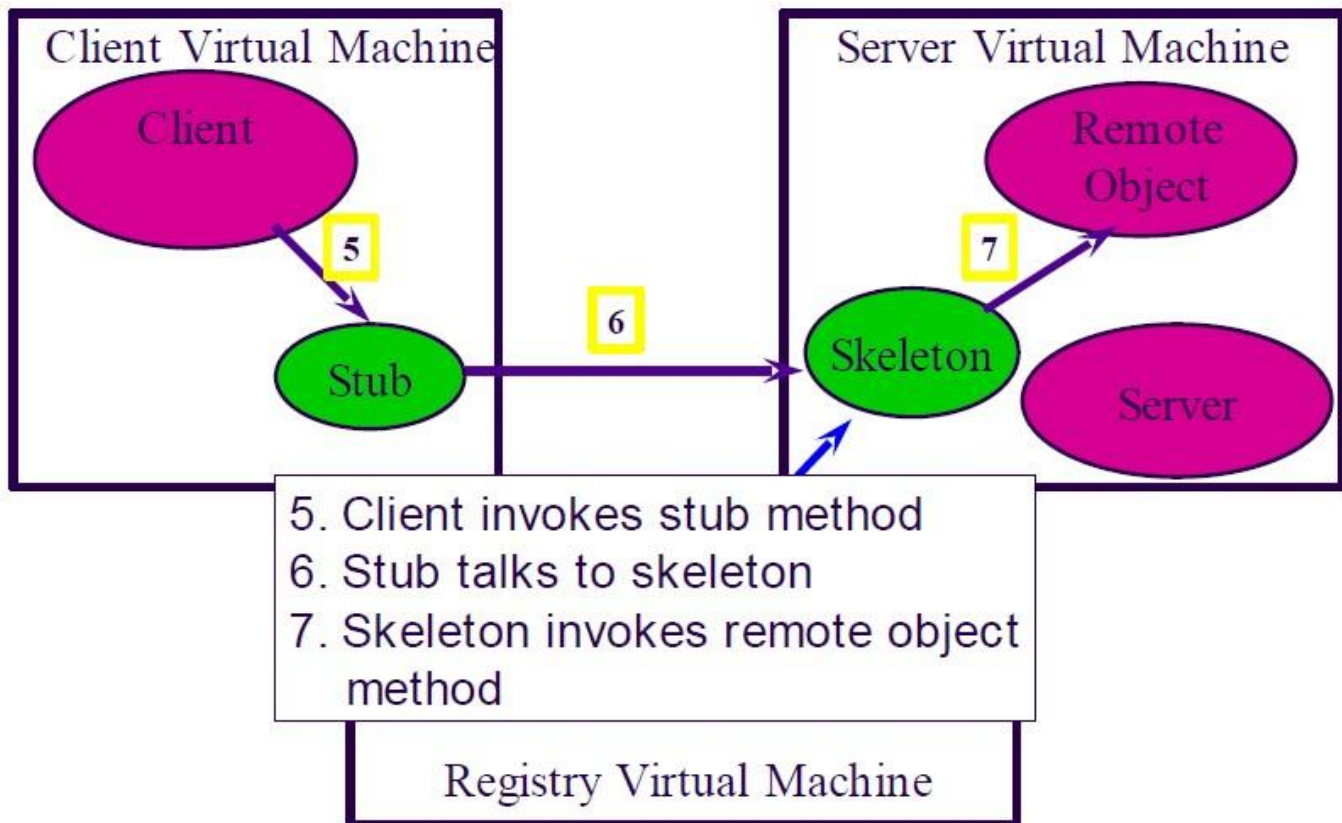 Client Virtual Machine
Server Virtual Machine
Client
Remote
Object
5
7
6
Stub
Skeleton
Server
5. Client invokes stub method
6. Stub talks to skeleton
7. Skeleton invokes remote object
method
Registry Virtual Machine